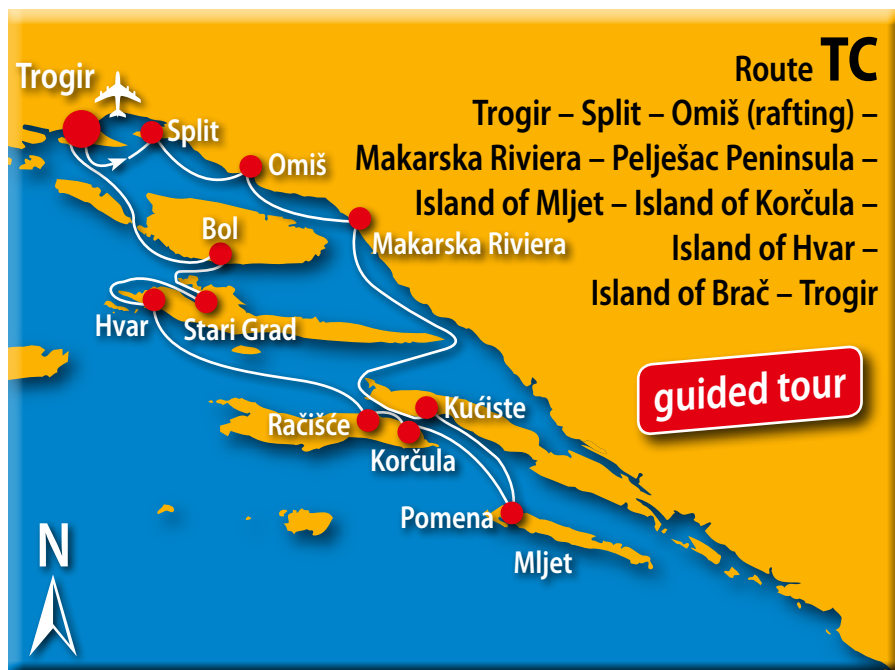 Route TC
Trogir – Split – Omiš (rafting) –
Makarska Riviera – Pelješac Peninsula –
Island of Mljet – Island of Korčula –
Island of Hvar –
Island of Brač – Trogir
guided tour
Trogir
Split
Omiš
Makarska Riviera
Bol
Hvar
Stari Grad
Račišće
Kućiste
Korčula
Pomena
Mljet
N